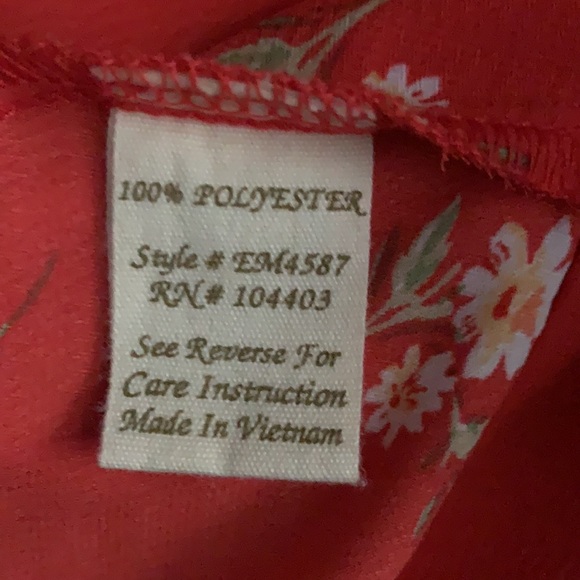 100% POLYESTER
Style # EM4587
RN# 104403
See Reverse For
Care Instruction
Made In Vietnam